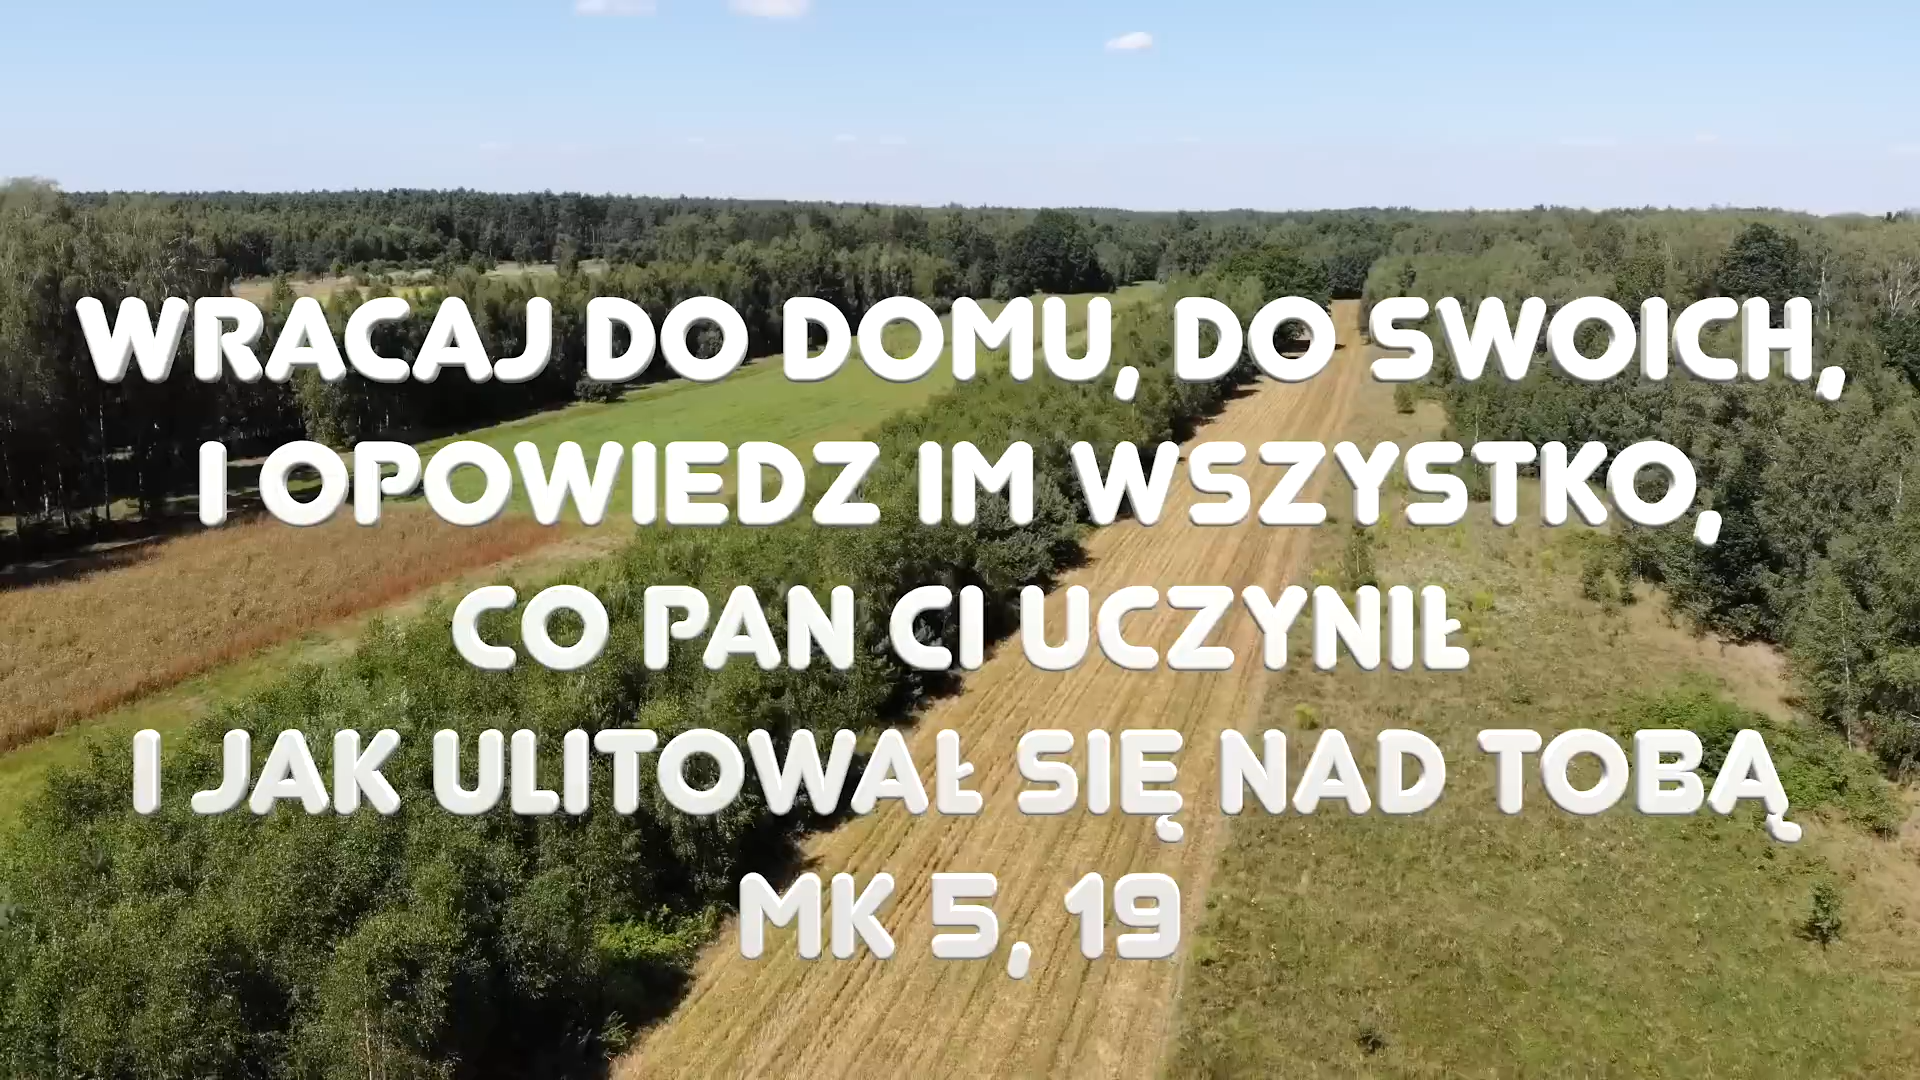 WRACAJ DO DOMU, DO SWOICH,
I OPOWIEDZ IM WSZYSTKO,
CO PAN CI UCZYNIŁ
I JAK ULITOWAŁ SIĘ NAD TOBĄ
MK 5, 19